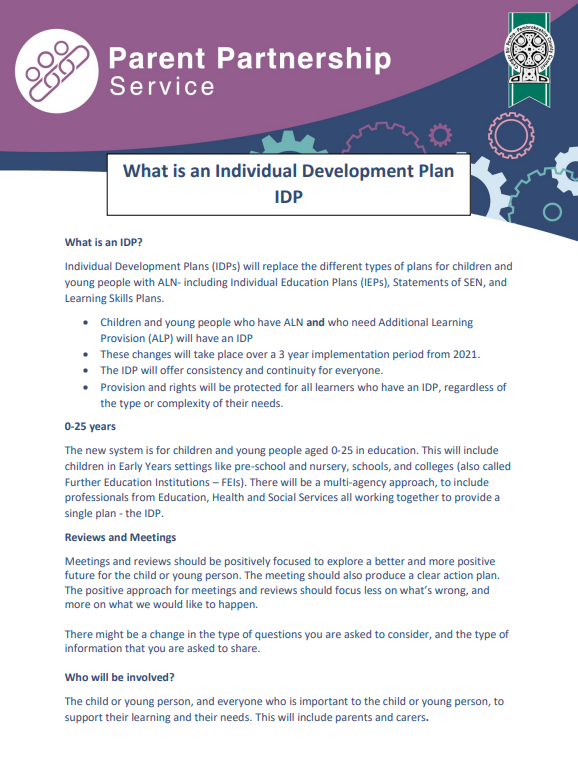 Parent Partnership
Service
What is an Individual Development Plan
IDP
What is an IDP?
Individual Development Plans (IDPs) will replace the different types of plans for children and
young people with ALN- including Individual Education Plans (IEPs), Statements of SEN, and
Learning Skills Plans.
• Children and young people who have ALN and who need Additional Learning
Provision (ALP) will have an IDP
• These changes will take place over a 3 year implementation period from 2021.
• The IDP will offer consistency and continuity for everyone.
• Provision and rights will be protected for all learners who have an IDP, regardless of
the type or complexity of their needs.
0-25 years
The new system is for children and young people aged 0-25 in education. This will include
children in Early Years settings like pre-school and nursery, schools, and colleges (also called
Further Education Institutions – FEIs). There will be a multi-agency approach, to include
professionals from Education, Health and Social Services all working together to provide a
single plan - the IDP.
Reviews and Meetings
Meetings and reviews should be positively focused to explore a better and more positive
future for the child or young person. The meeting should also produce a clear action plan.
The positive approach for meetings and reviews should focus less on what's wrong, and
more on what we would like to happen.
There might be a change in the type of questions you are asked to consider, and the type of
information that you are asked to share.
Who will be involved?
The child or young person, and everyone who is important to the child or young person, to
support their learning and their needs. This will include parents and carers.